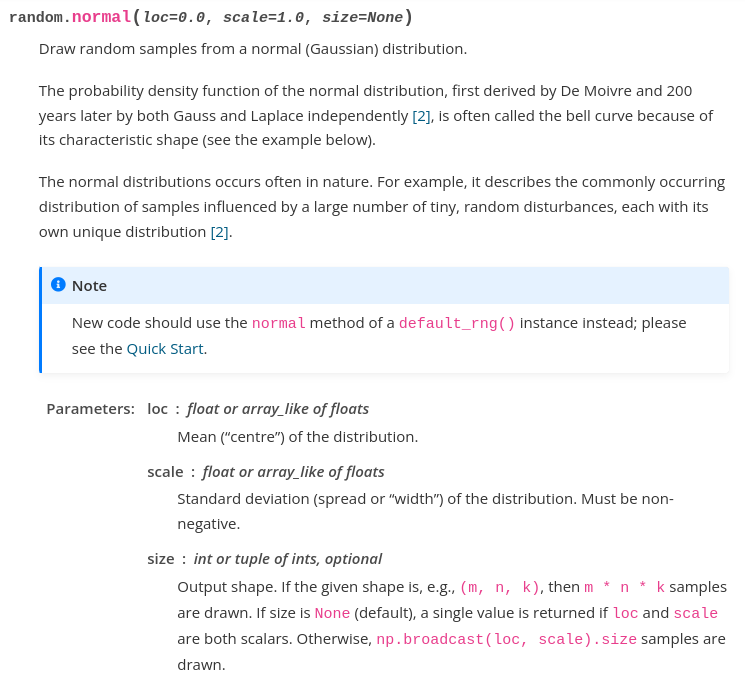 random.normal(loc=0.0, scale=1.0, size=None)
Draw random samples from a normal (Gaussian) distribution.
The probability density function of the normal distribution, first derived by De Moivre and 200
years later by both Gauss and Laplace independently [2], is often called the bell curve because of
its characteristic shape (see the example below).
The normal distributions occurs often in nature. For example, it describes the commonly occurring
distribution of samples influenced by a large number of tiny, random disturbances, each with its
own unique distribution [2].
Note
New code should use the normal method of a default_rng() instance instead; please
see the Quick Start.
Parameters: loc : float or array_like of floats
Mean (“centre”) of the distribution.
scale : float or array_like of floats
Standard deviation (spread or “width”) of the distribution. Must be non-
negative.
size : int or tuple of ints, optional
Output shape. If the given shape is, e.g., (m, n, k), then m * n * k samples
are drawn. If size is None (default), a single value is returned if loc and scale
are both scalars. Otherwise, np.broadcast(loc, scale).size samples are
drawn.